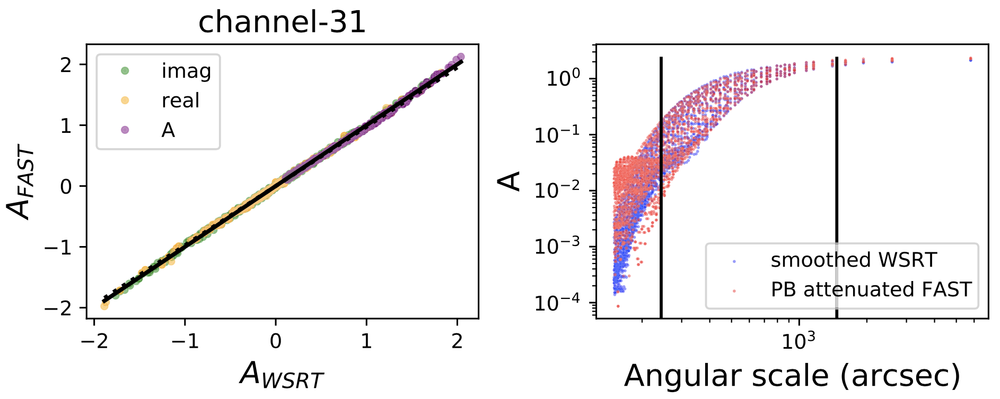 channel-31
imag
real
A
2
1
0
−1
−2
−2
−1
0
1
2
A_FAST
A_WSRT
10^0
10^−1
10^−2
10^−3
10^−4
A
smoothed WSRT
PB attenuated FAST
10^3
Angular scale (arcsec)